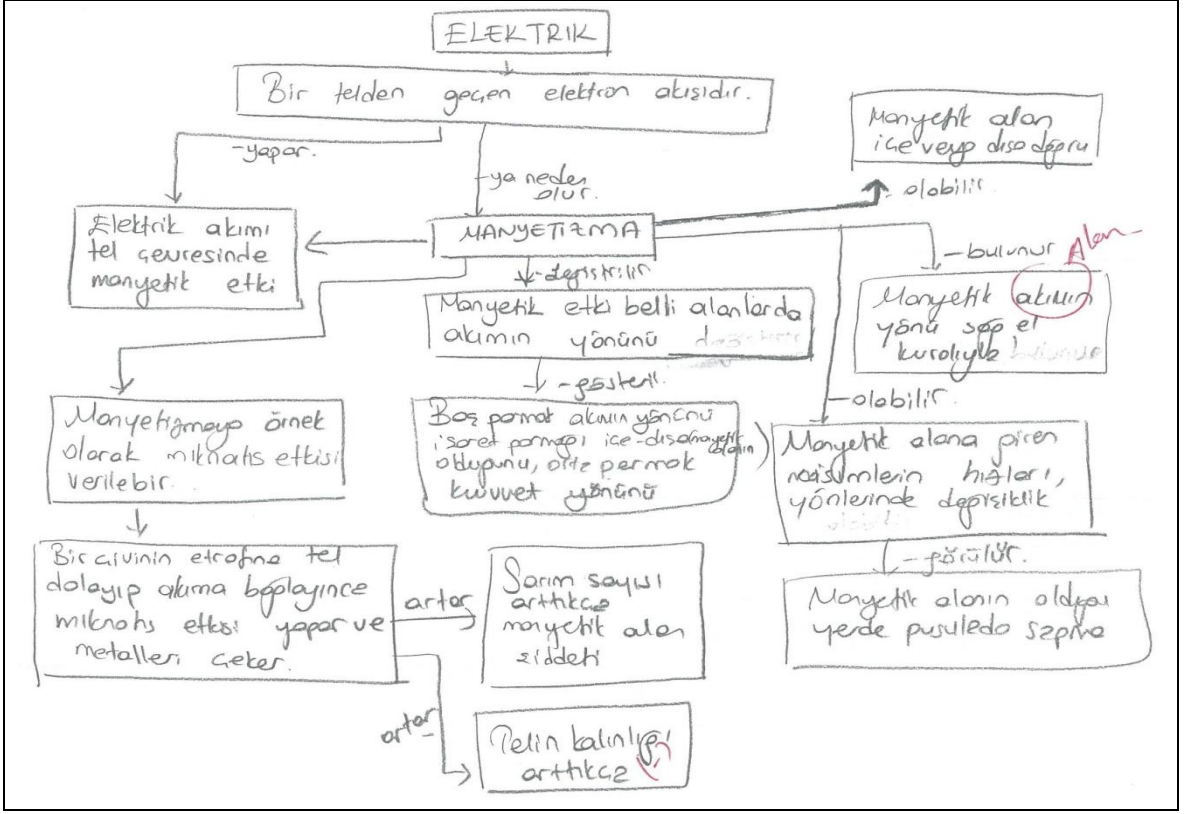 ELEKTRIK
Bir telden geçen elektron akışıdır.
-yapar.
-ya neden
olur.
Manyetik alan
içe veya dışa doğru
- olabilir.
Elektrik akımı
tel çevresinde
manyetik etki
MANYETİZMA
-değiştirilir
-bulunur
Alan
Manyetik akımın
yönü sağ el
kuralıyla bulunur
Manyetik etki belli alanlarda
akımın yönünü
-gösterir.
Baş parmak akımın yönünü
işaret parmağı içe-dışa manyetik alanın
olduğunu, orta parmak
kuvvet yönünü
-olabilir.
Manyetizmaya örnek
olarak mıknatıs etkisi
verilebir.
Manyetik alana giren
cisimlerin hızları,
yönlerinde değişiklik
-görülür.
Bir çivinin etrafına tel
dolayıp akıma bağlayınca
mıknatıs etkisi yapar ve
metalleri çeker.
artar
Sarım sayısı
arttıkça
manyetik alan
şiddeti
Manyetik alanın olduğu
yerde pusulada sapma
artar
Telin kalınlığı
arttıkça